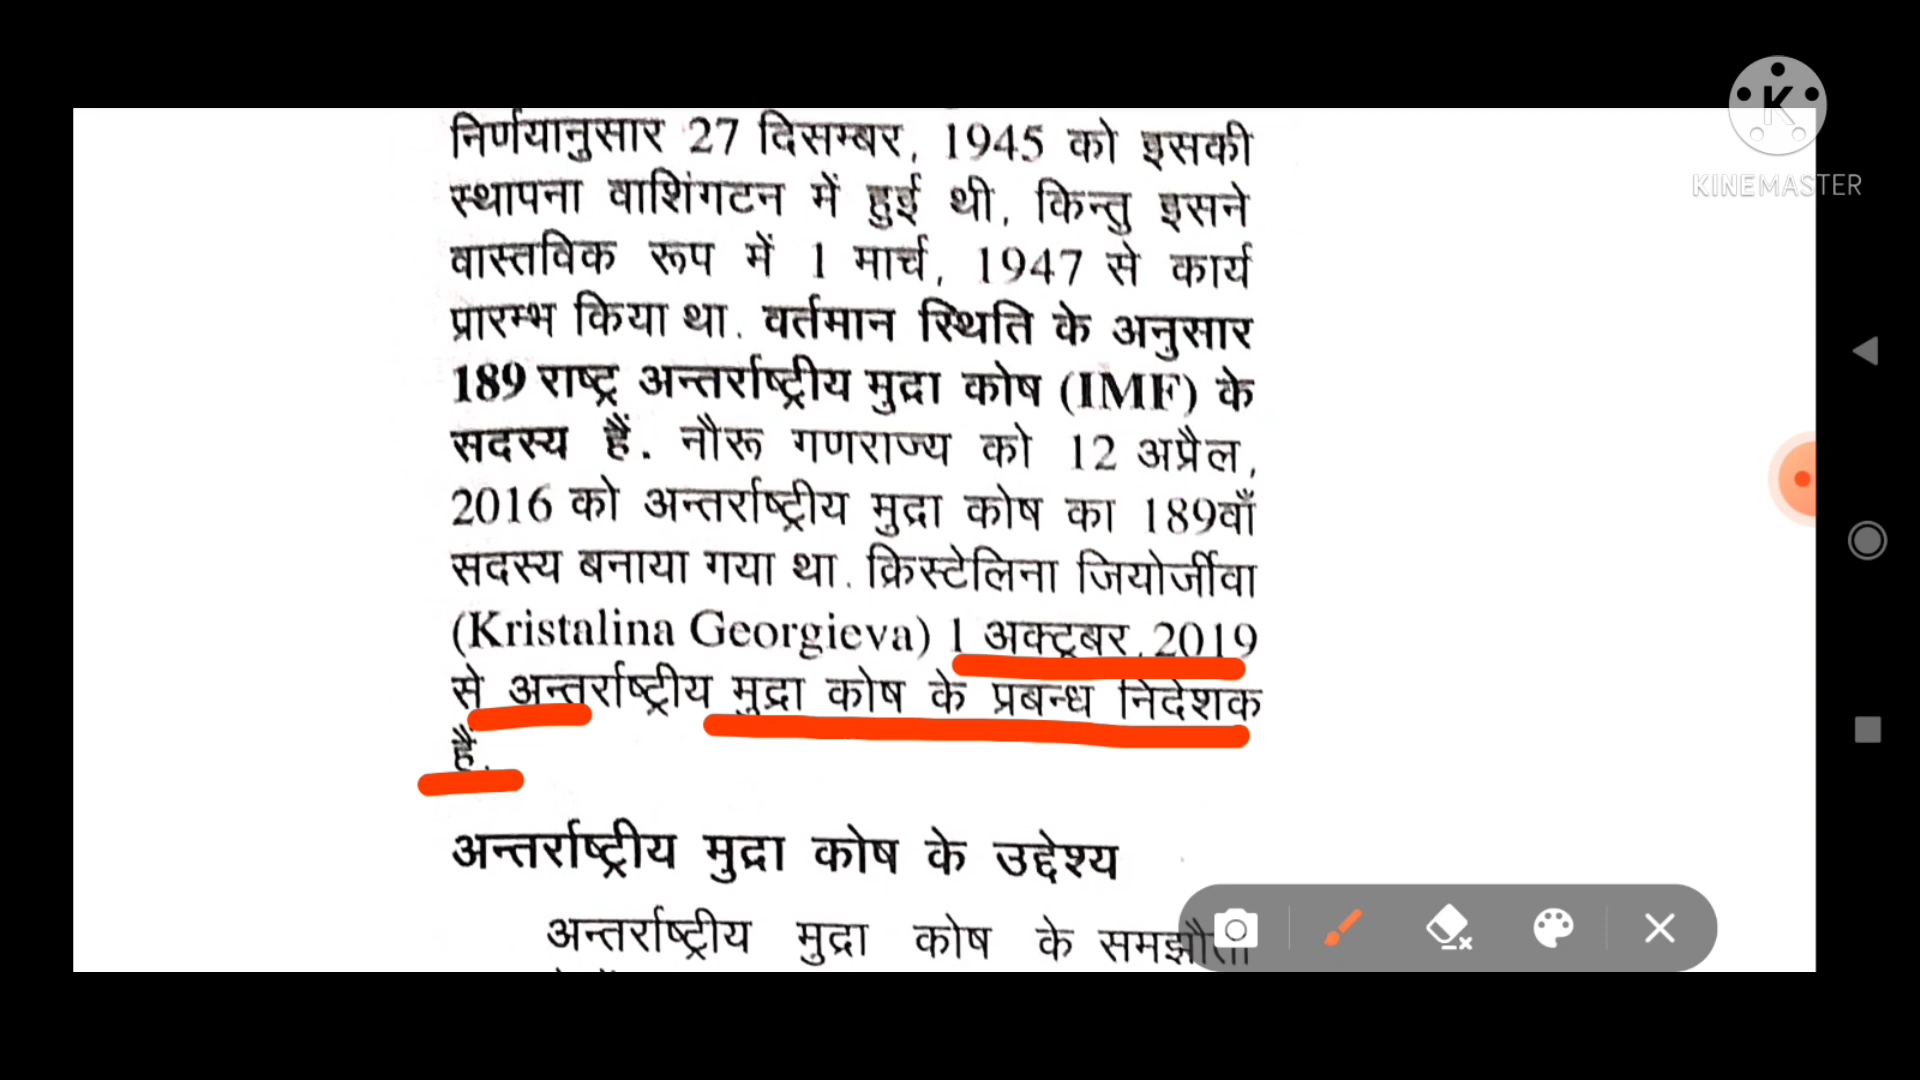 निर्णयानुसार 27 दिसम्बर, 1945 को इसकी
स्थापना वाशिंगटन में हुई थी, किन्तु इसने
वास्तविक रूप में 1 मार्च, 1947 से कार्य
प्रारम्भ किया था. वर्तमान स्थिति के अनुसार
189 राष्ट्र अन्तर्राष्ट्रीय मुद्रा कोष (IMF) के
सदस्य हैं. नौरू गणराज्य को 12 अप्रैल,
2016 को अन्तर्राष्ट्रीय मुद्रा कोष का 189वाँ
सदस्य बनाया गया था. क्रिस्टेलिना जियोर्जीवा
(Kristalina Georgieva) 1 अक्टूबर, 2019
से अन्तर्राष्ट्रीय मुद्रा कोष के प्रबन्ध निदेशक
हैं.
अन्तर्राष्ट्रीय मुद्रा कोष के उद्देश्य
अन्तर्राष्ट्रीय मुद्रा कोष के समझौता
KINEMASTER